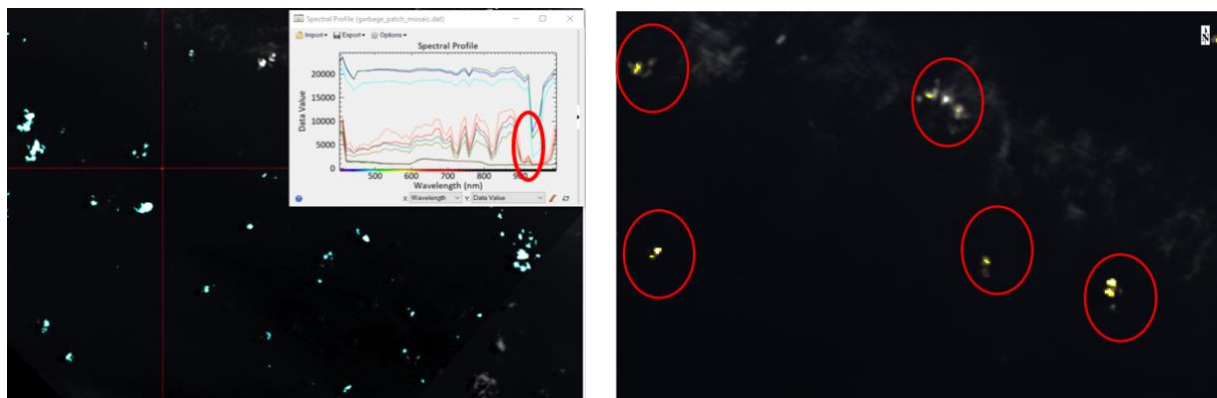 Spectral Profile (garbage_patch_mosaic.dat)
Import Export Options
Spectral Profile
20000
15000
10000
5000
0
Data Value
500 600 700 800
Wavelength (nm)
X: Wavelength Y: Data Value
N